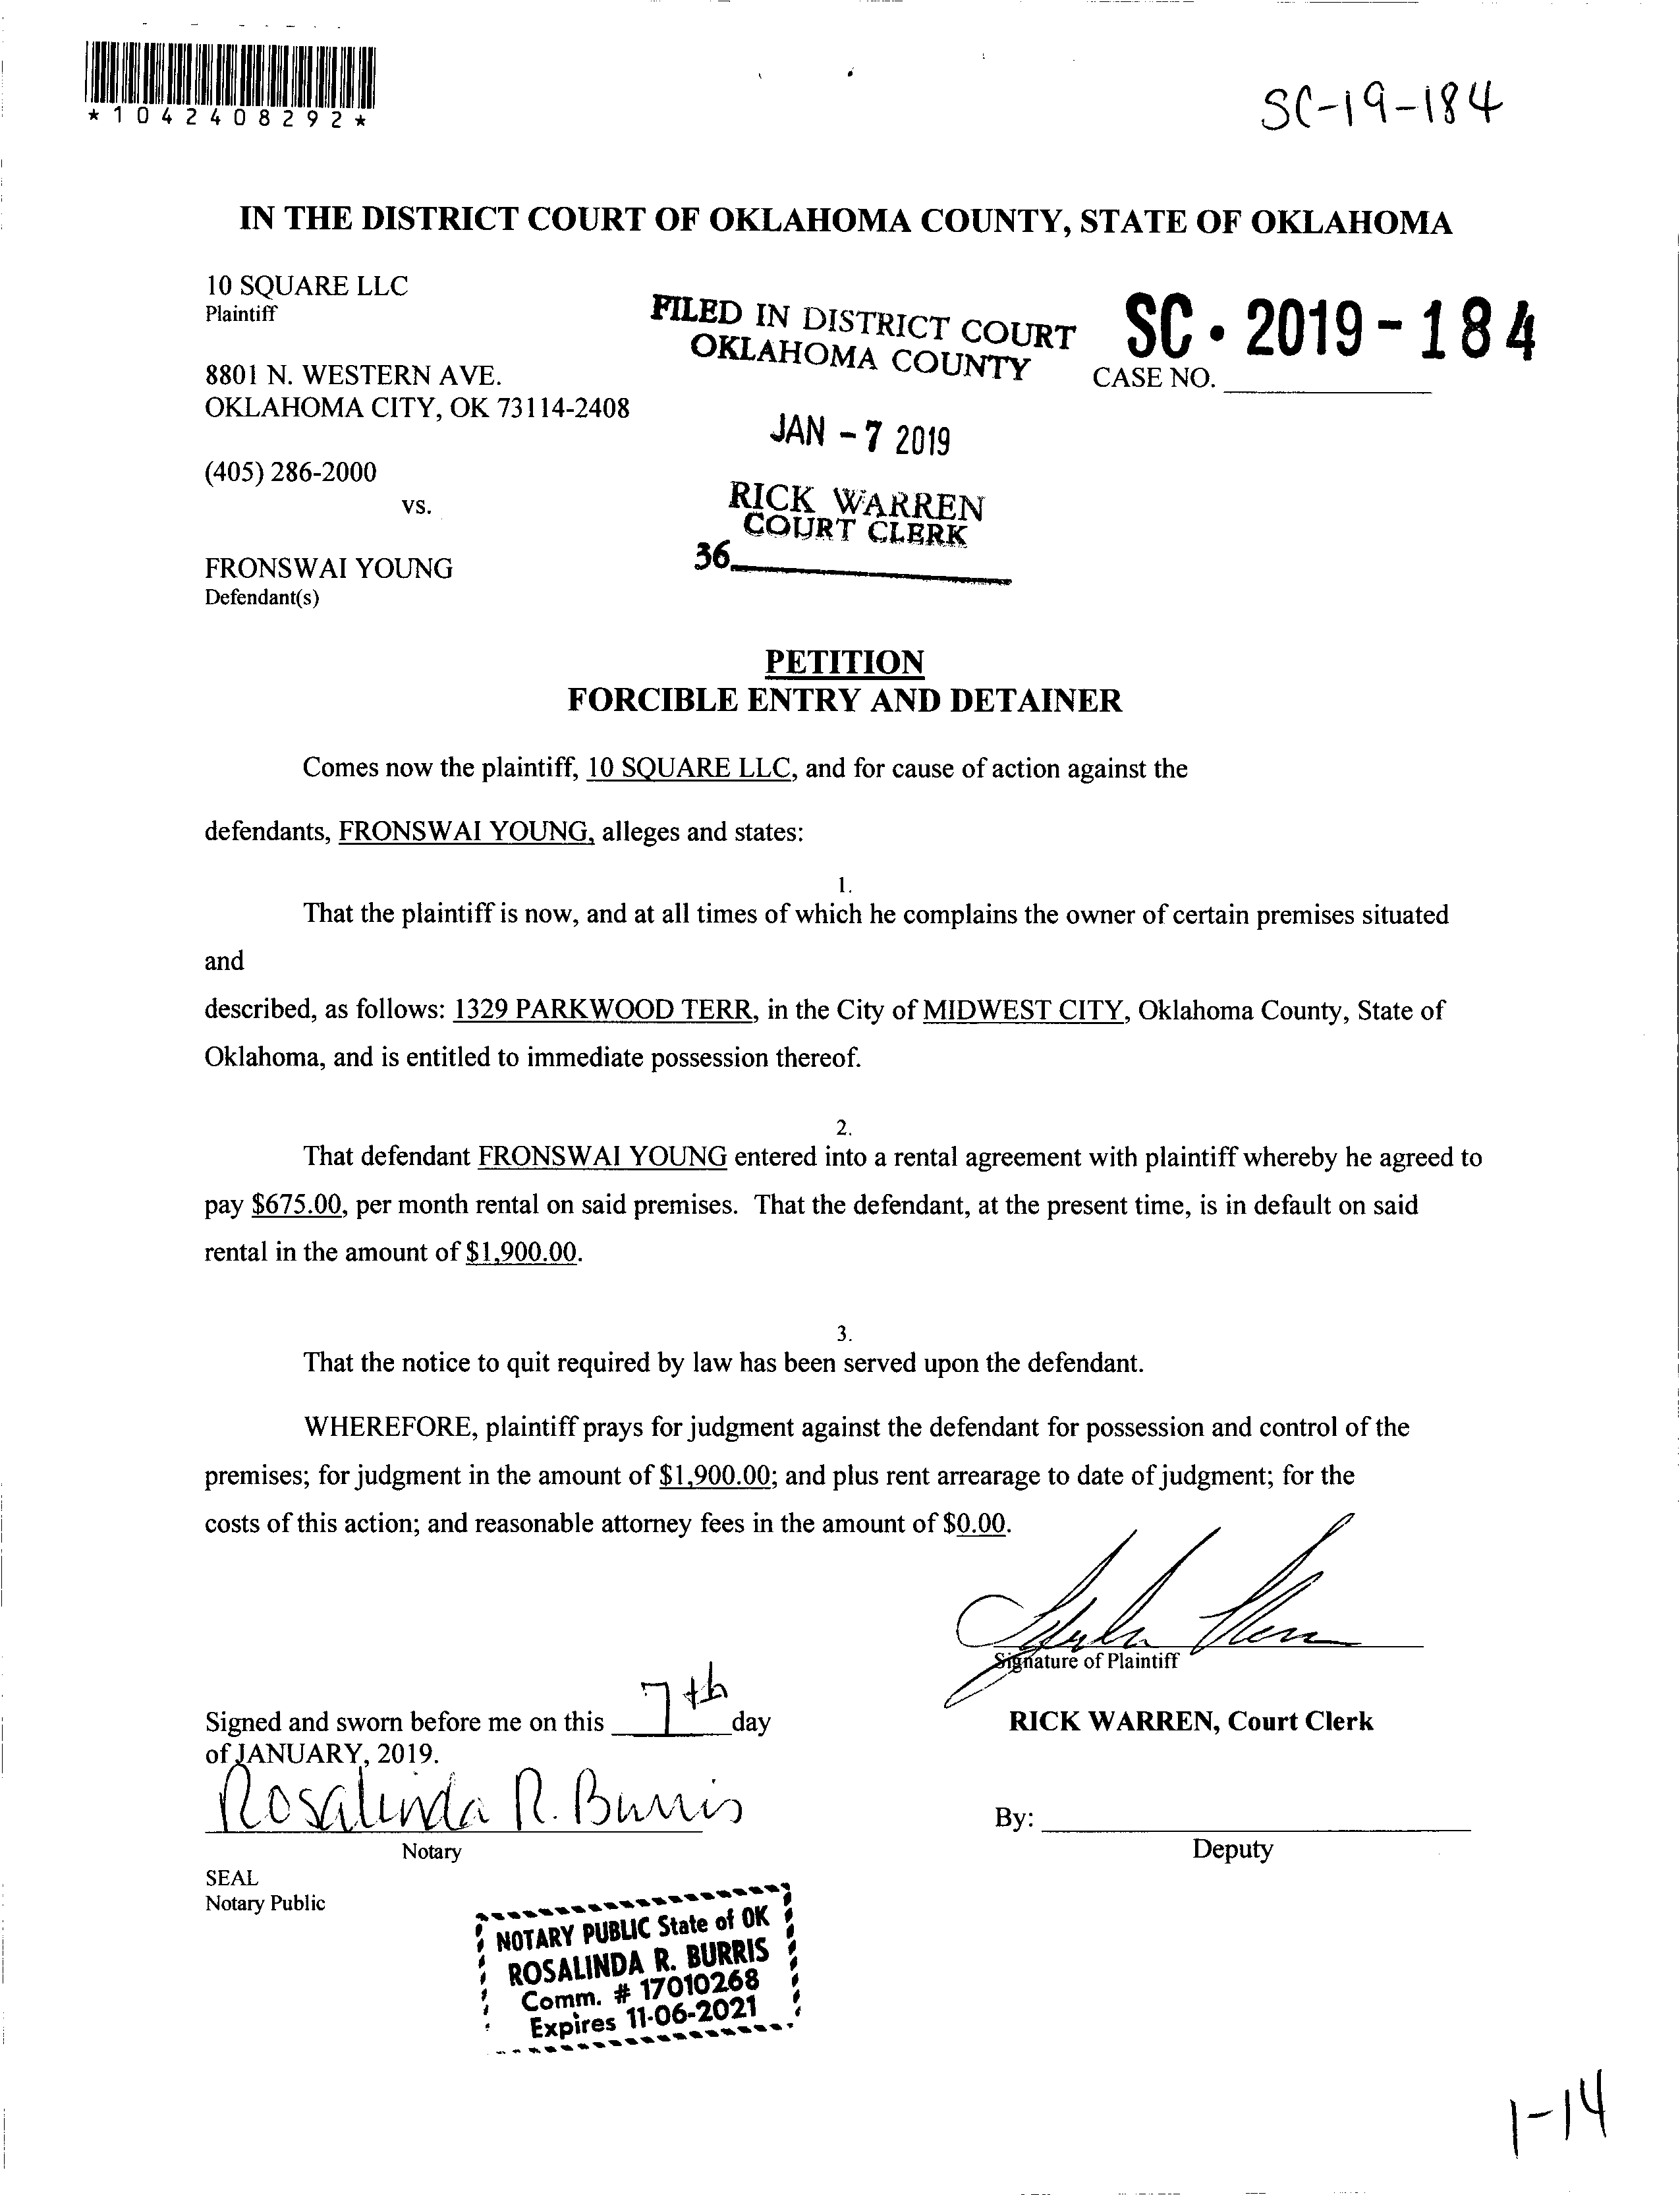 *1042408292*
SC-19-184
IN THE DISTRICT COURT OF OKLAHOMA COUNTY, STATE OF OKLAHOMA
10 SQUARE LLC
Plaintiff
8801 N. WESTERN AVE.
OKLAHOMA CITY, OK 73114-2408
(405) 286-2000
vs.
FRONSWAI YOUNG
Defendant(s)
FILED IN DISTRICT COURT
OKLAHOMA COUNTY
JAN - 7 2019
RICK WARREN
COURT CLERK
36
SC • 2019 - 184
CASE NO.
PETITION
FORCIBLE ENTRY AND DETAINER
Comes now the plaintiff, 10 SQUARE LLC, and for cause of action against the
defendants, FRONSWAI YOUNG, alleges and states:
1.
That the plaintiff is now, and at all times of which he complains the owner of certain premises situated
and
described, as follows: 1329 PARKWOOD TERR, in the City of MIDWEST CITY, Oklahoma County, State of
Oklahoma, and is entitled to immediate possession thereof.
2.
That defendant FRONSWAI YOUNG entered into a rental agreement with plaintiff whereby he agreed to
pay $675.00, per month rental on said premises. That the defendant, at the present time, is in default on said
rental in the amount of $1,900.00.
3.
That the notice to quit required by law has been served upon the defendant.
WHEREFORE, plaintiff prays for judgment against the defendant for possession and control of the
premises; for judgment in the amount of $1,900.00; and plus rent arrearage to date of judgment; for the
costs of this action; and reasonable attorney fees in the amount of $0.00.
Signature of Plaintiff
Signed and sworn before me on this 7th day
of JANUARY, 2019.
Rosalinda R. Burris
Notary
SEAL
Notary Public
RICK WARREN, Court Clerk
By:
Deputy
NOTARY PUBLIC State of OK
ROSALINDA R. BURRIS
Comm. # 17010268
Expires 11-06-2021
1-14